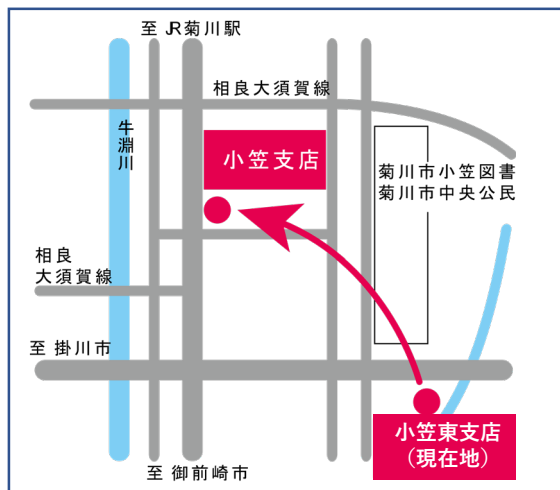 至 JR菊川駅
相良大須賀線
牛淵川
小笠支店
菊川市小笠図書
菊川市中央公民
相良
大須賀線
至 掛川市
小笠東支店
（現在地）
至 御前崎市